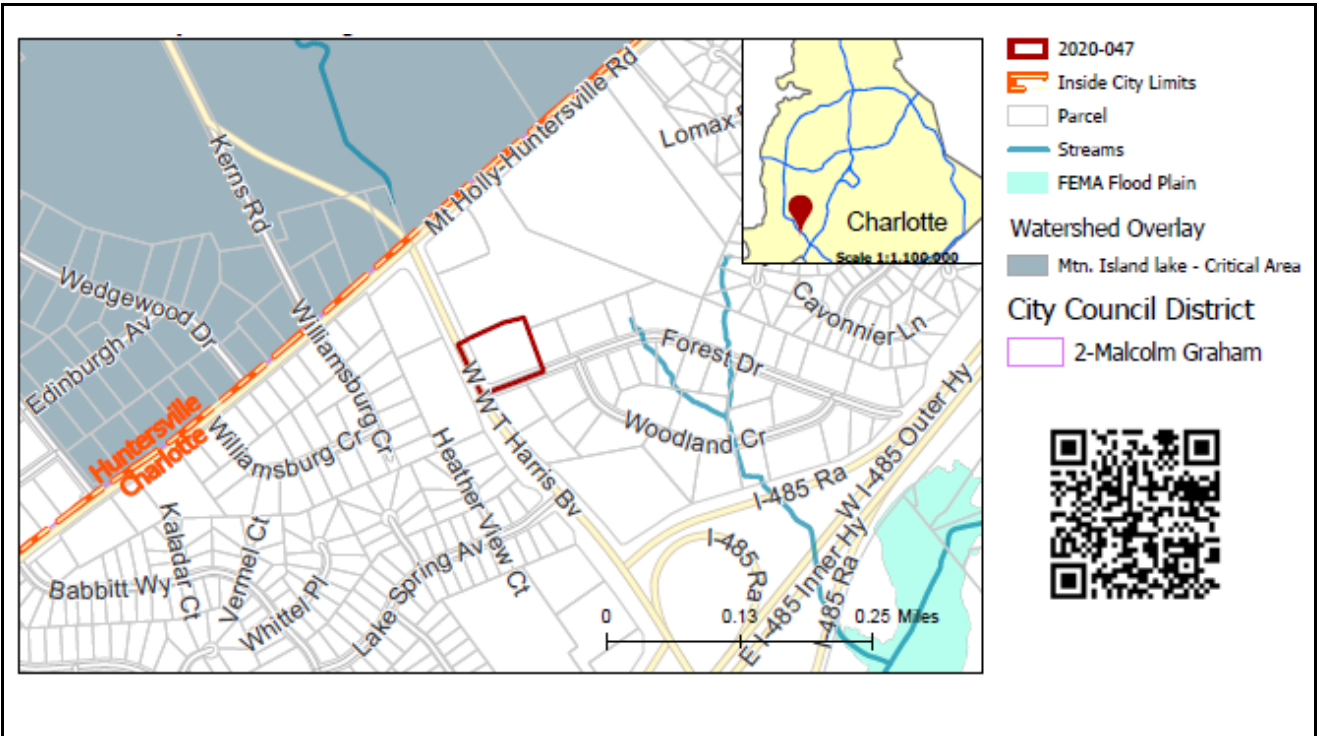 Mt Holly-Huntersville Rd
Kerns Rd
Lomax
Wedgewood Dr
Edinburgh Av
Williamsburg Cr
Huntersville
Charlotte
Williamsburg Cr
W W T Harris Bv
Heather View Ct
Forest Dr
Woodland Cr
Cavonnier Ln
I-485 Ra
W I-485 Outer Hy
I-485 Ra
E I-485 Inner Hy
I-485 Ra
Kaladar Ct
Vermel Ct
Babbitt Wy
Whittel Pl
Lake Spring Av
0 0.13 0.25 Miles
Charlotte
Scale 1:1,100,000
2020-047
Inside City Limits
Parcel
Streams
FEMA Flood Plain
Watershed Overlay
Mtn. Island lake - Critical Area
City Council District
2-Malcolm Graham